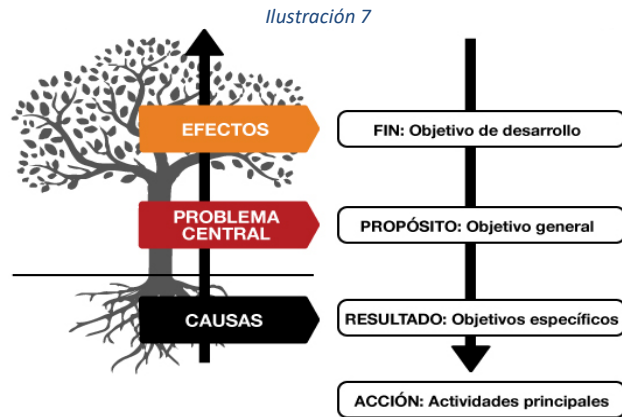 Ilustración 7
EFECTOS
FIN: Objetivo de desarrollo
PROBLEMA
CENTRAL
PROPÓSITO: Objetivo general
CAUSAS
RESULTADO: Objetivos específicos
ACCIÓN: Actividades principales